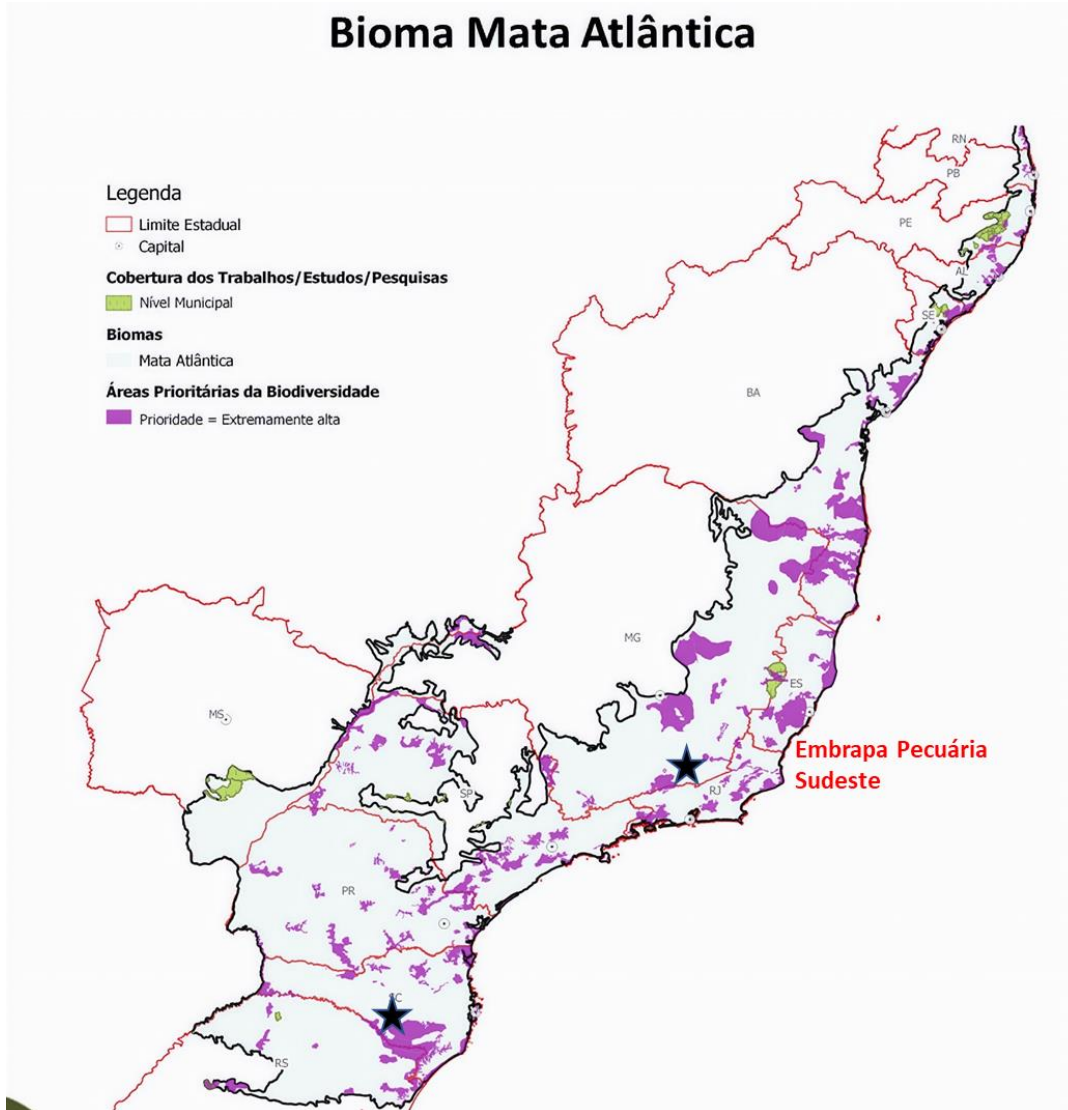 Bioma Mata Atlântica
Legenda
Limite Estadual
Capital
Cobertura dos Trabalhos/Estudos/Pesquisas
Nível Municipal
Biomas
Mata Atlântica
Áreas Prioritárias da Biodiversidade
Prioridade = Extremamente alta
RN
PB
PE
AL
SE
BA
MG
ES
MS
Embrapa Pecuária
Sudeste
RJ
SP
PR
RS